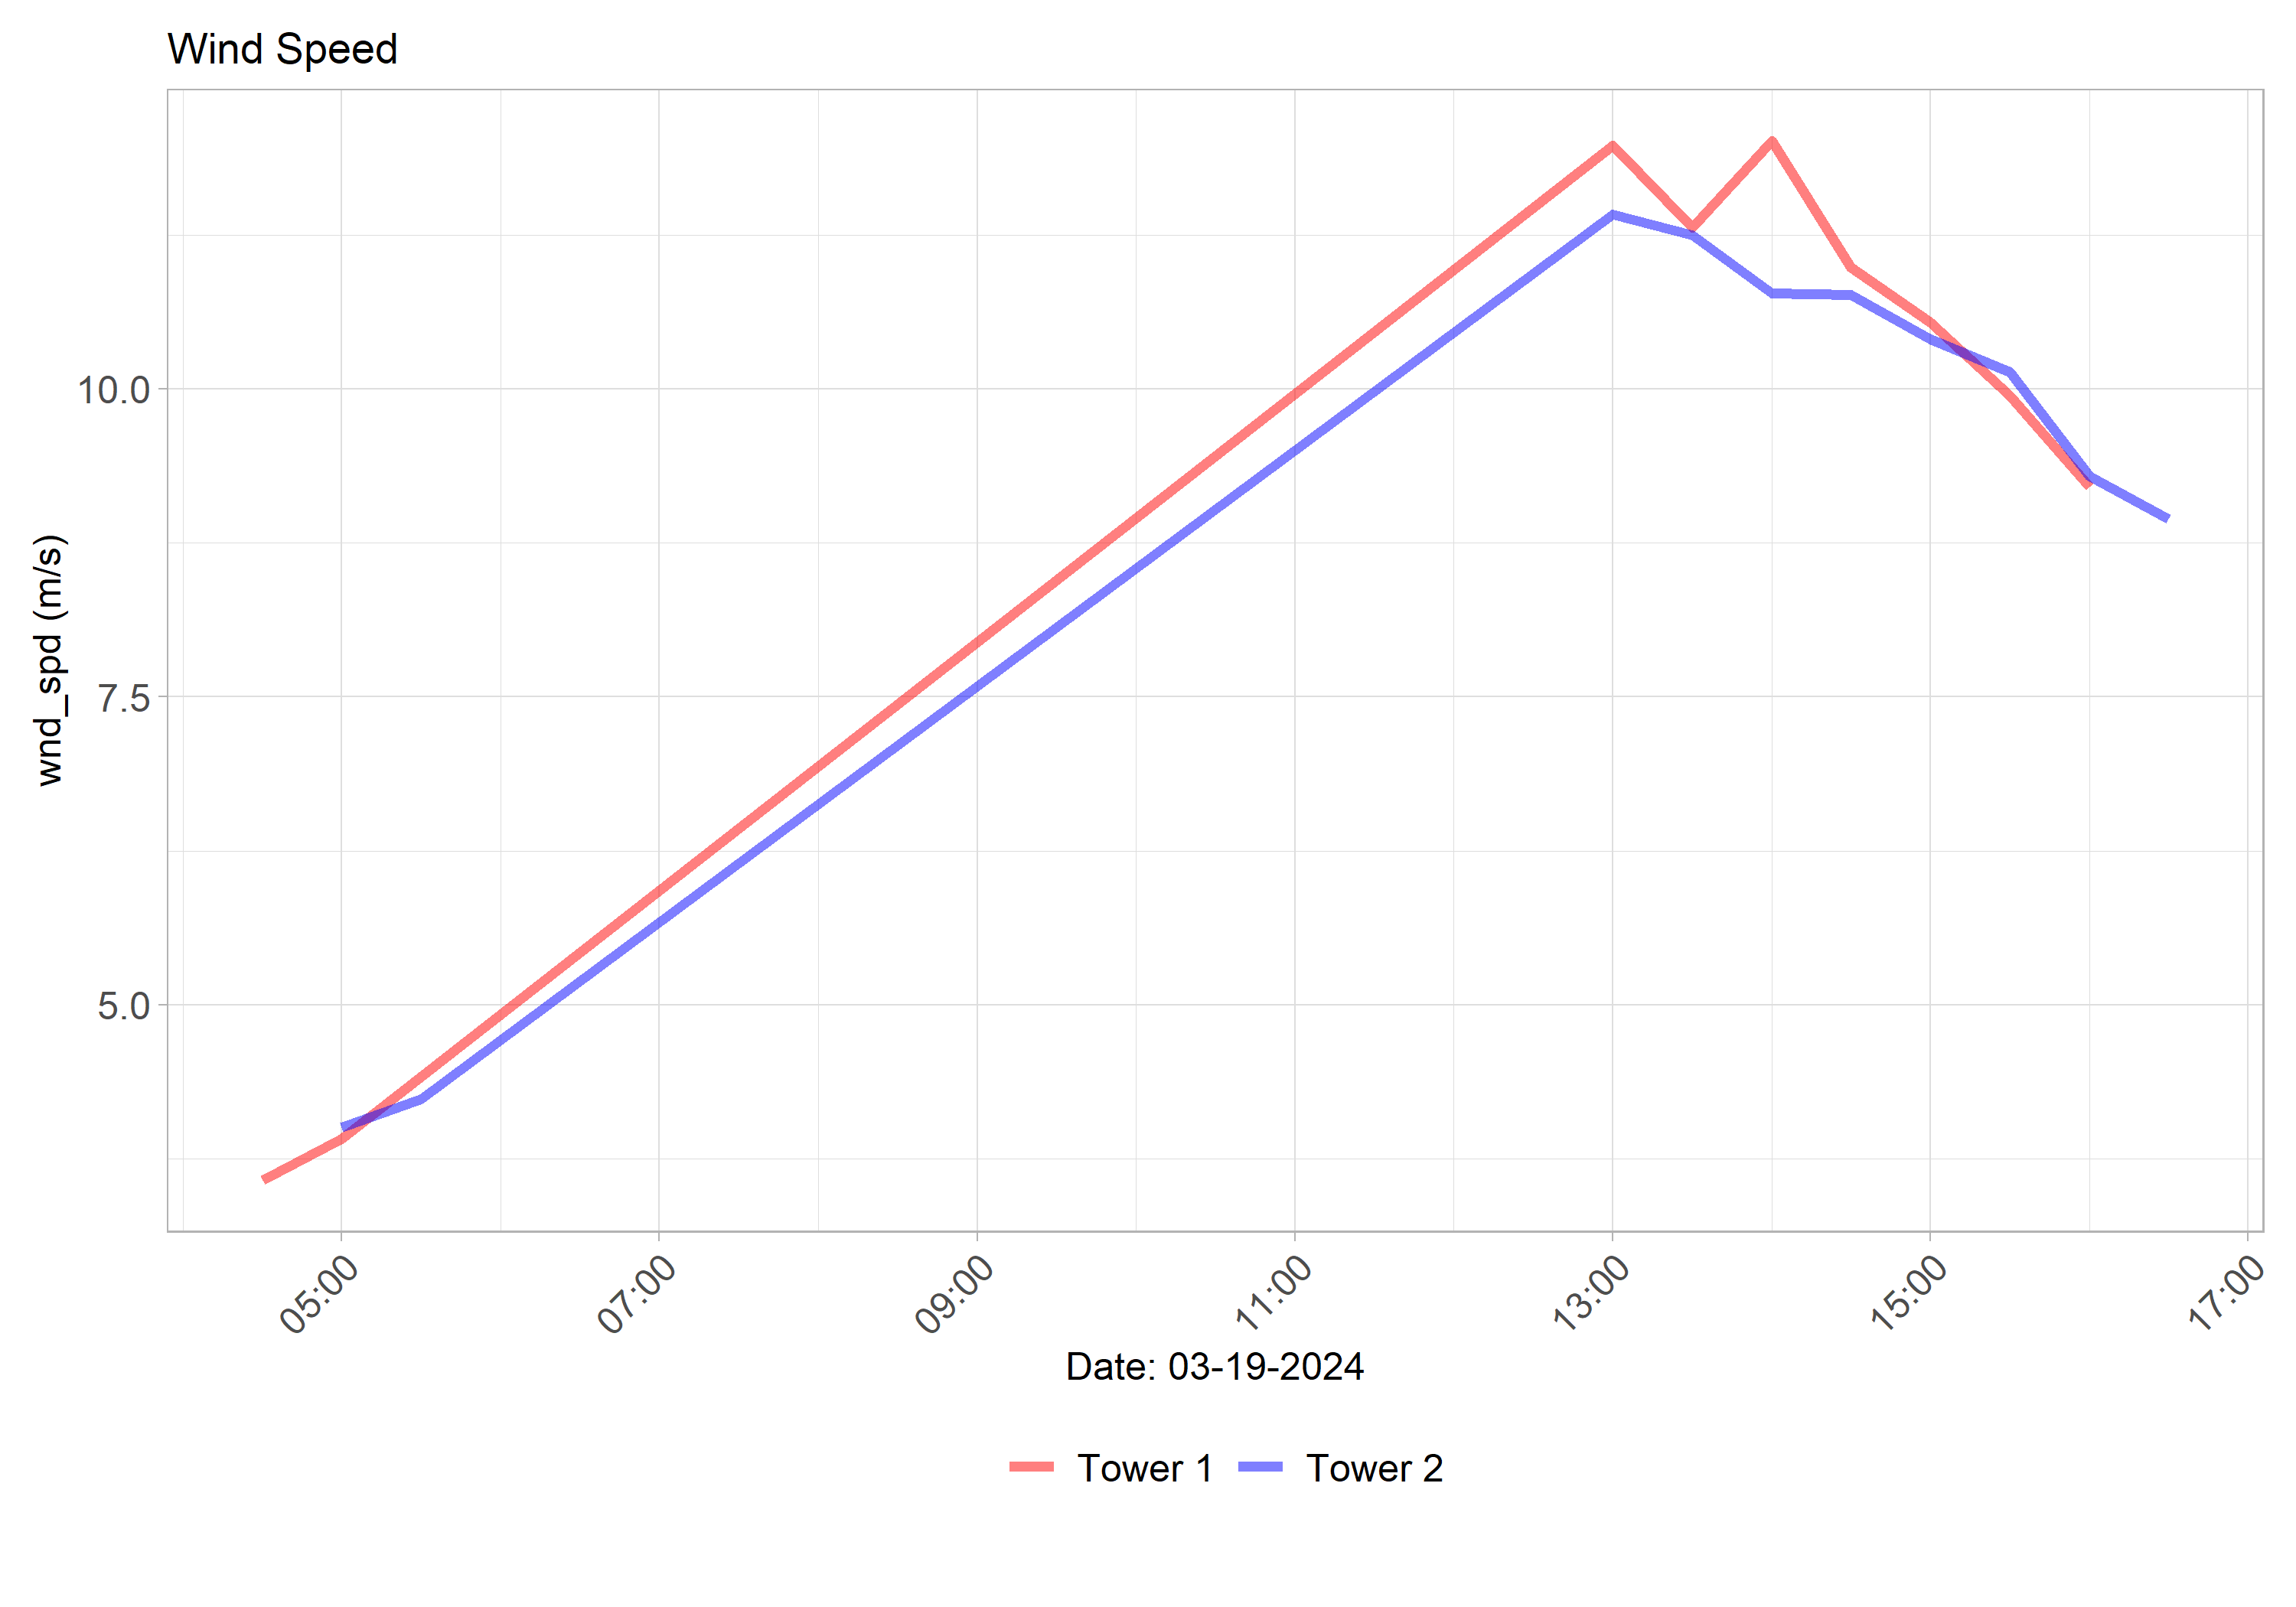 Wind Speed
wnd_spd (m/s)
10.0
7.5
5.0
05:00 07:00 09:00 11:00 13:00 15:00 17:00
Date: 03-19-2024
Tower 1 Tower 2